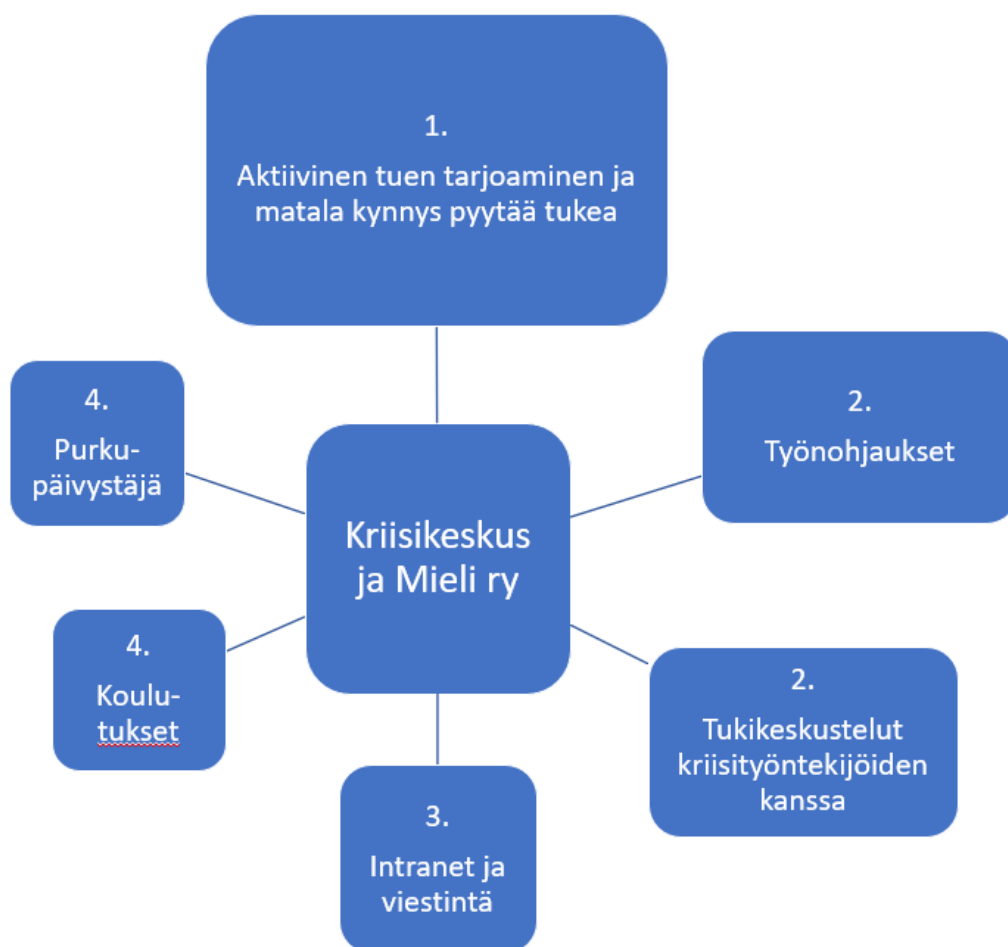 1.
Aktiivinen tuen tarjoaminen ja
matala kynnys pyytää tukea
2.
Työnohjaukset
2.
Tukikeskustelut
kriisityöntekijöiden
kanssa
3.
Intranet ja
viestintä
4.
Koulu-
tukset
4.
Purku-
päivystäjä
Kriisikeskus
ja Mieli ry